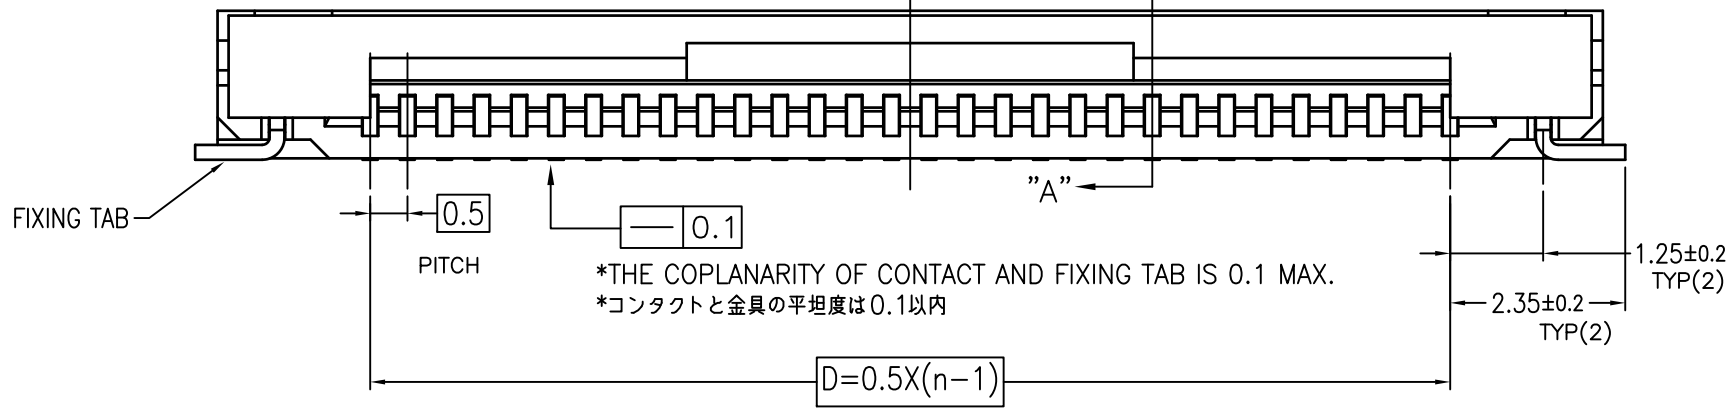 "A"
FIXING TAB
0.5
PITCH
— 0.1
*THE COPLANARITY OF CONTACT AND FIXING TAB IS 0.1 MAX.
*コンタクトと金具の平坦度は0.1以内
1.25±0.2
TYP(2)
2.35±0.2
TYP(2)
D=0.5X(n-1)